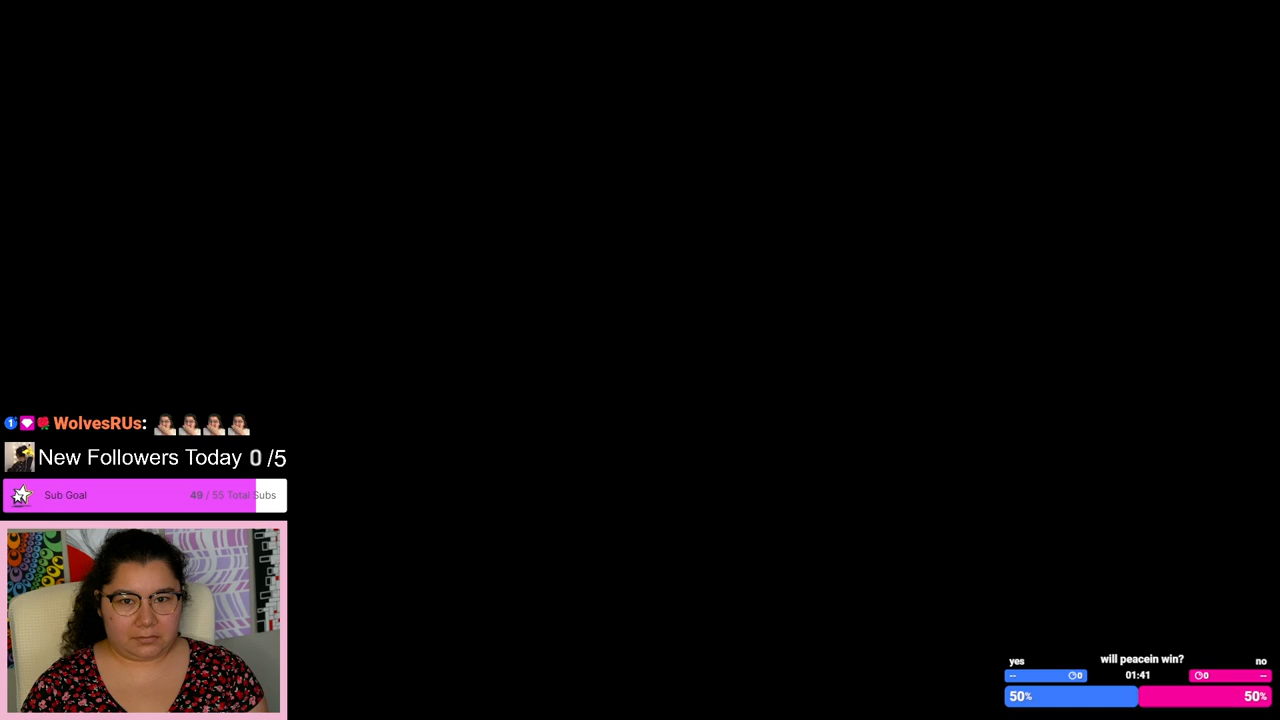 WolvesRUs:
New Followers Today 0 /5
Sub Goal 49 / 55 Total Subs
will peacein win?
yes no
-- 0 01:41 0 --
50% 50%